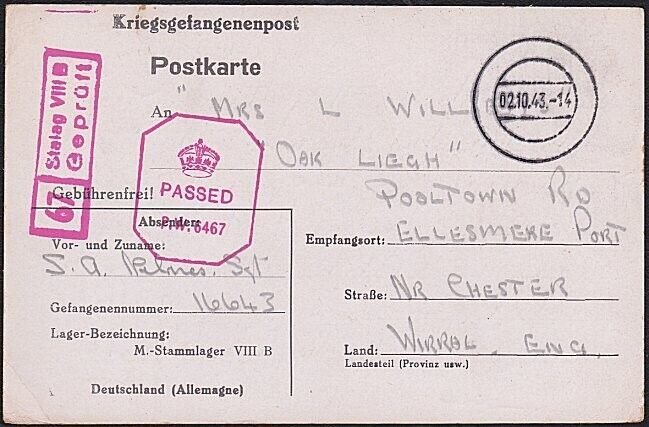 Kriegsgefangenenpost
Postkarte
Stalag VIII B
Geprüft
67
02.10.43.-14
An "MRS L
"OAK LIEGH"
PASSED
P.W. 6467
Gebührenfrei!
POOLTOWN RD
Absender:
Vor- und Zuname:
S. A. Sgt
Empfangsort: ELLESMERE PORT
Gefangenennummer: 16643
Straße: NR CHESTER
Lager-Bezeichnung:
M.-Stammlager VIII B
Land: WIRRAL. ENG.
Landesteil (Provinz usw.)
Deutschland (Allemagne)